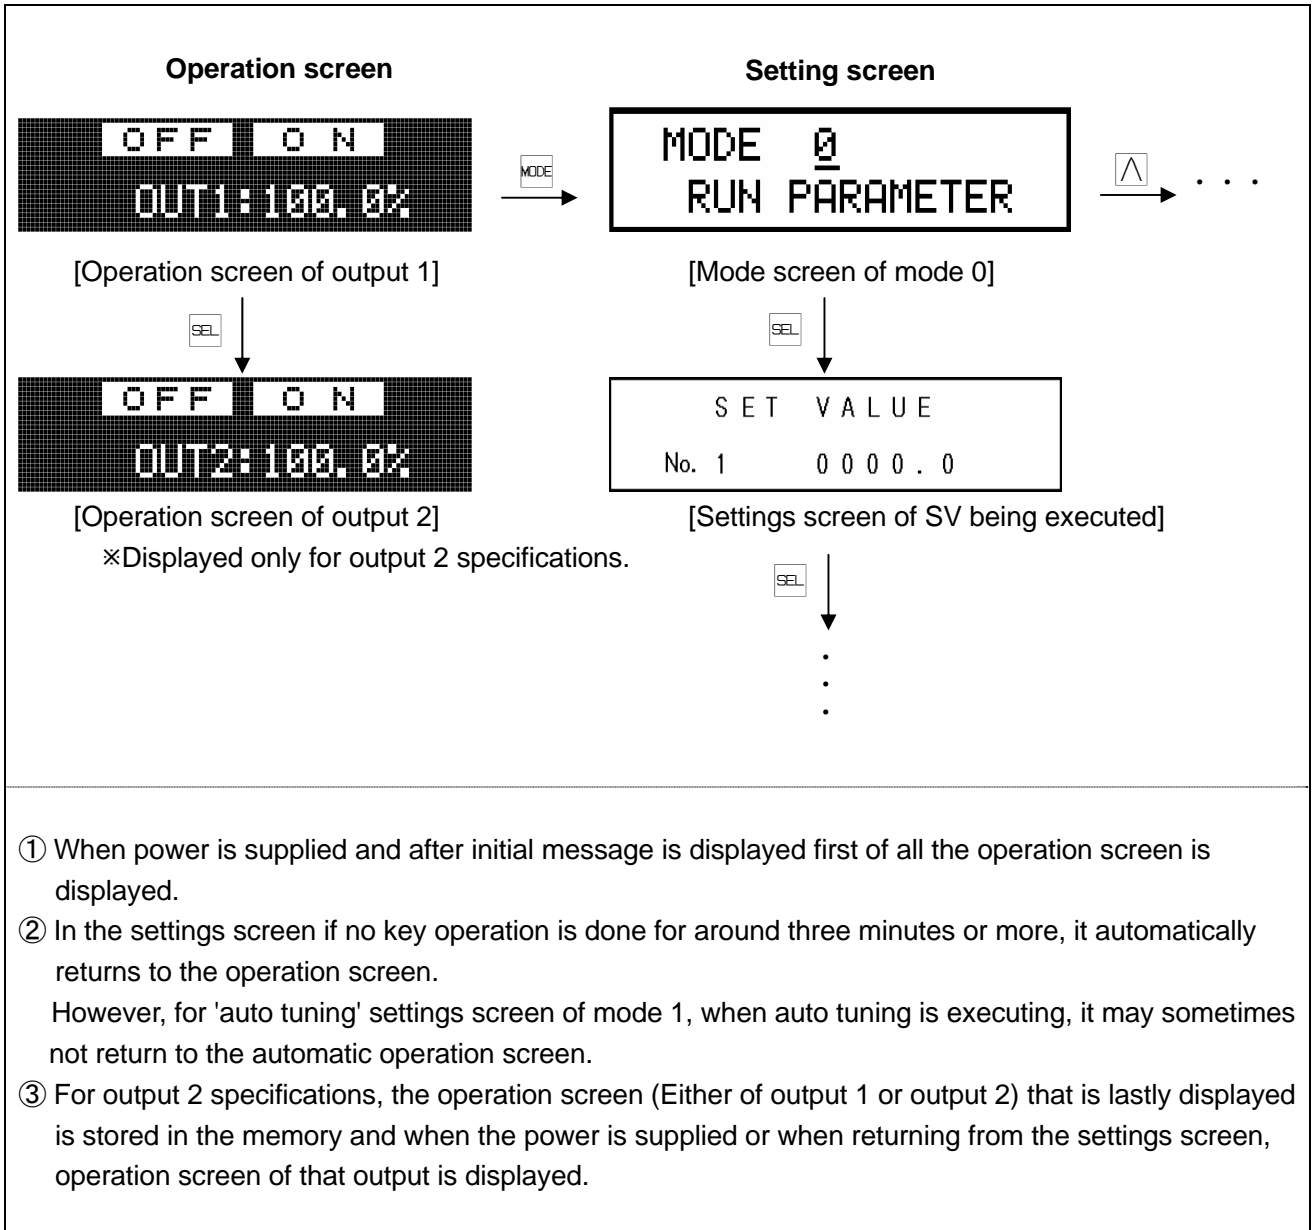 Operation screen
Setting screen
OFF ON
OUT1:100.0%
MODE
MODE 0
RUN PARAMETER
∧
・・・
[Operation screen of output 1]
[Mode screen of mode 0]
SEL
SEL
OFF ON
OUT2:100.0%
SET VALUE
No. 1 0000.0
[Operation screen of output 2]
[Settings screen of SV being executed]
※Displayed only for output 2 specifications.
SEL
・
・
・
① When power is supplied and after initial message is displayed first of all the operation screen is
displayed.
② In the settings screen if no key operation is done for around three minutes or more, it automatically
returns to the operation screen.
However, for 'auto tuning' settings screen of mode 1, when auto tuning is executing, it may sometimes
not return to the automatic operation screen.
③ For output 2 specifications, the operation screen (Either of output 1 or output 2) that is lastly displayed
is stored in the memory and when the power is supplied or when returning from the settings screen,
operation screen of that output is displayed.